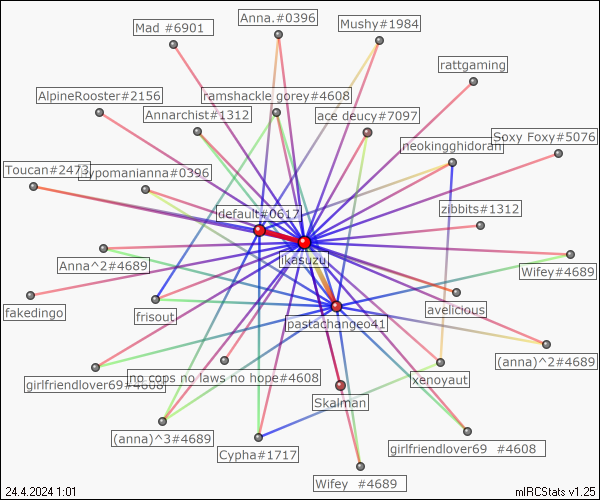 Anna.#0396
Mushy#1984
Mad #6901
rattgaming
AlpineRooster#2156
ramshackle gorey#4608
Annarchist#1312
ace deucy#7097
Soxy Foxy#5076
neokingghidorah
Toucan#2473
hypomanianna#0396
default#0617
zibbits#1312
likasuzu
Anna^2#4689
Wifey#4689
fakedingo
frisout
pastachangeo41
avelicious
(anna)^2#4689
girlfriendlover69#4608
no cops no laws no hope#4608
xenoyaut
Skalman
(anna)^3#4689
Cypha#1717
girlfriendlover69 #4608
Wifey #4689
24.4.2024 1:01
mIRCStats v1.25